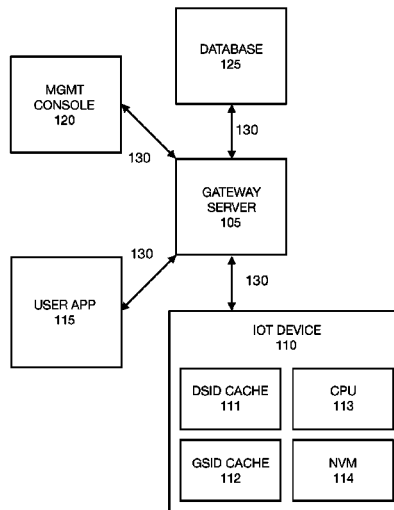 DATABASE
125
MGMT
CONSOLE
120
130
130
GATEWAY
SERVER
105
130
130
USER APP
115
IOT DEVICE
110
DSID CACHE
111
CPU
113
GSID CACHE
112
NVM
114